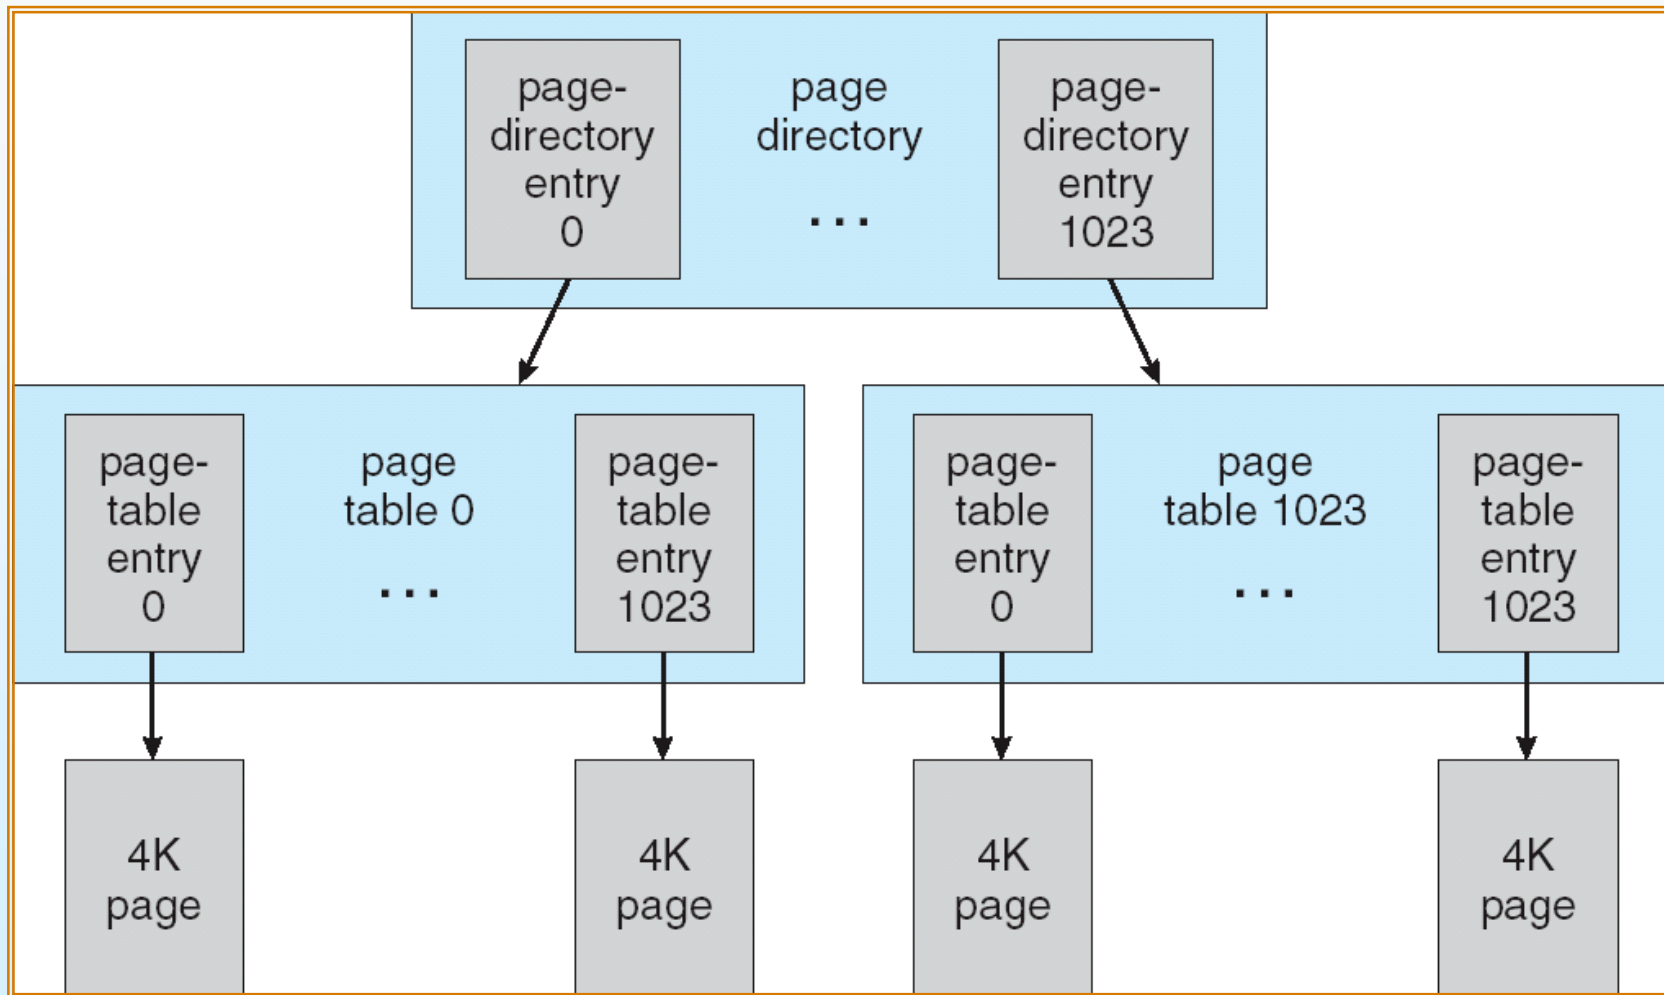 page-
directory
entry
0
page
directory
...
page-
directory
entry
1023
page-
table
entry
0
page
table 0
...
page-
table
entry
1023
page-
table
entry
0
page
table 1023
...
page-
table
entry
1023
4K
page
4K
page
4K
page
4K
page